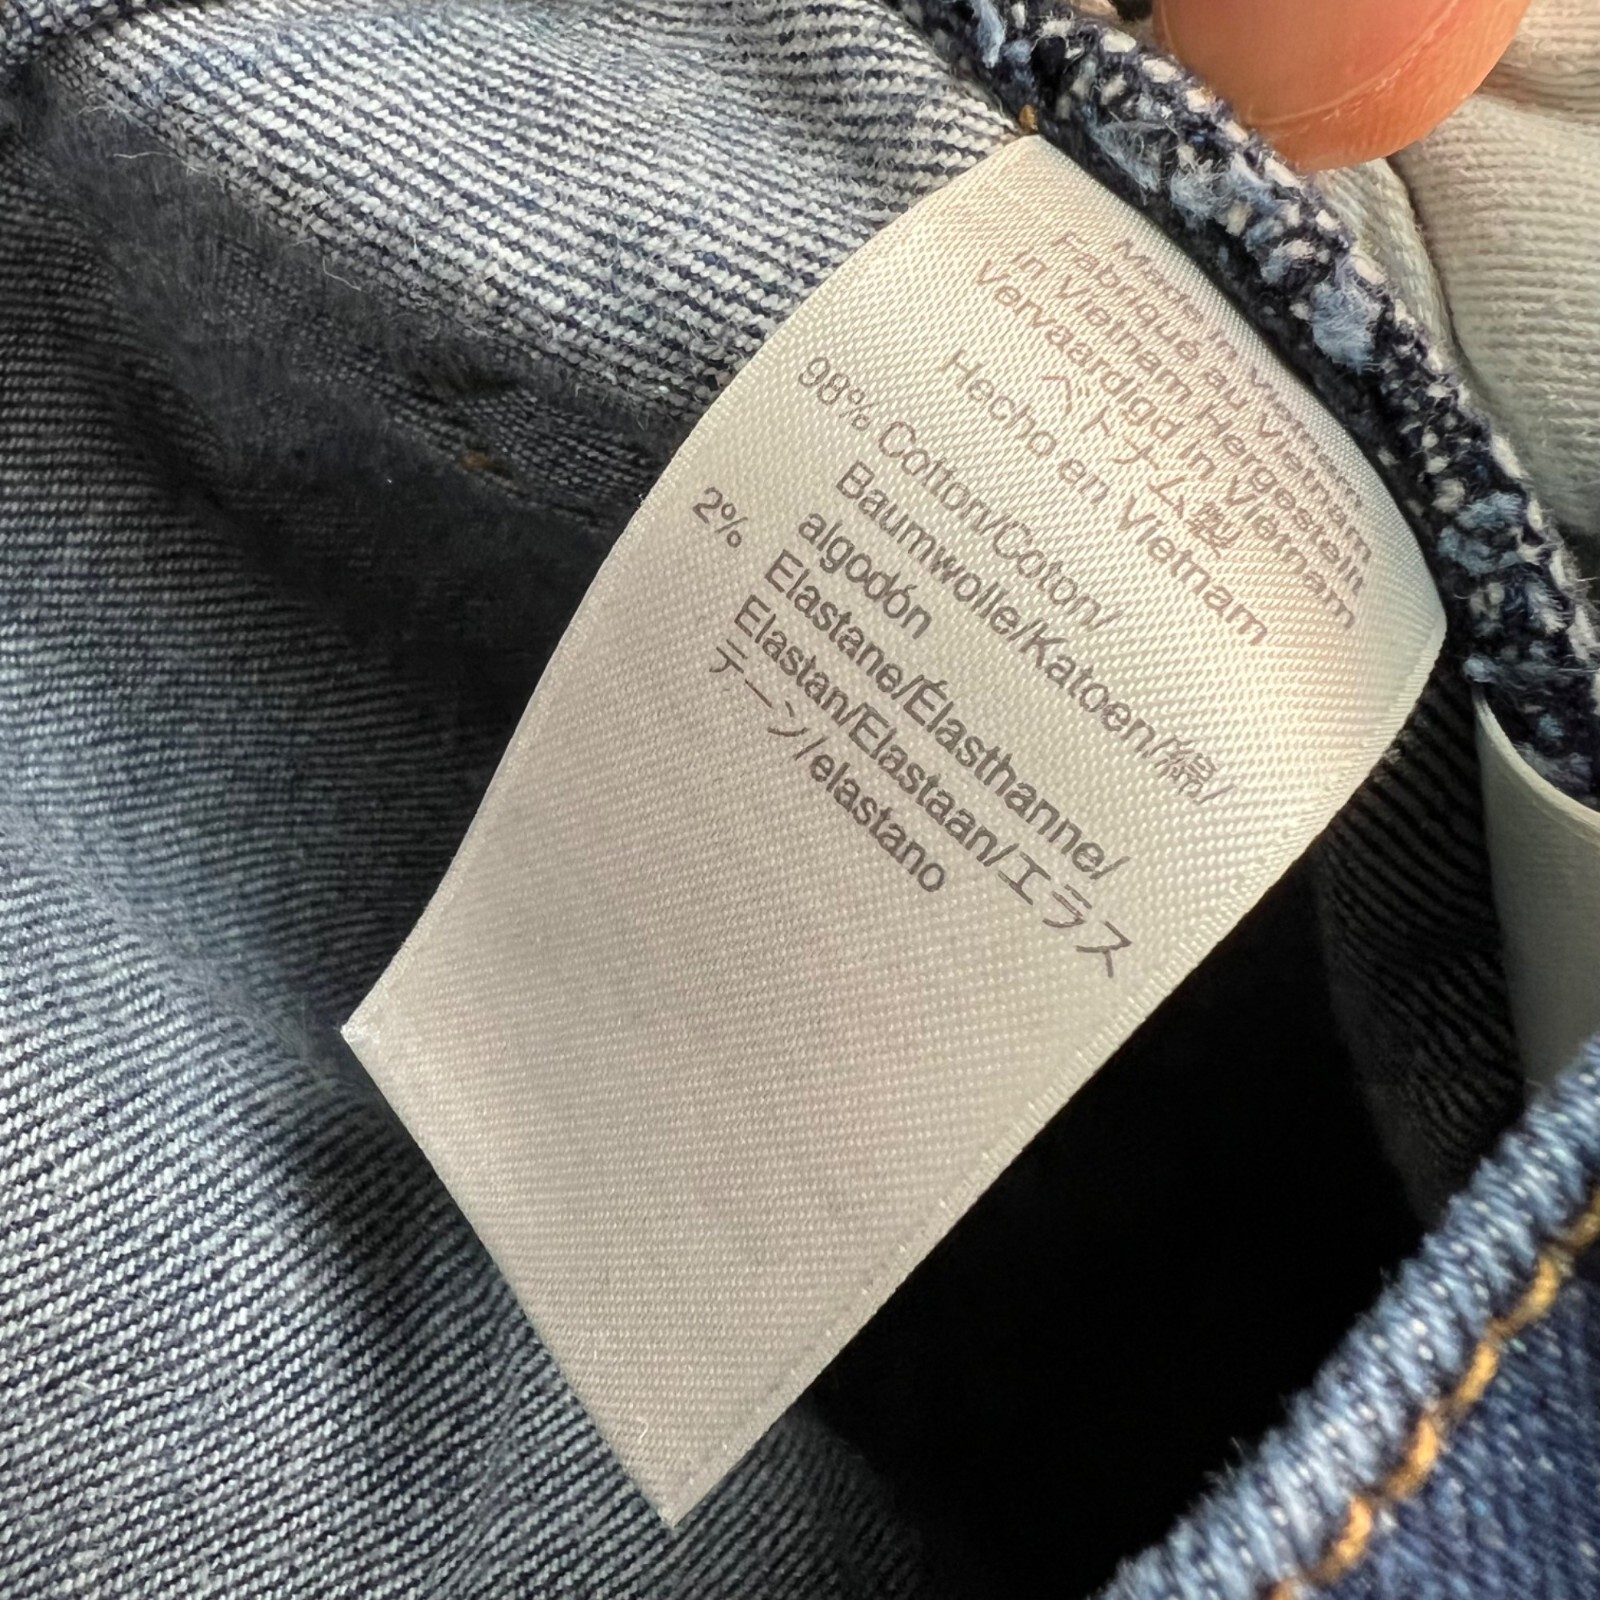 Made in Vietnam
Fabriqué au Vietnam
in Vietnam Hergestellt
Vervaardigd in Vietnam
ベトナム製
Hecho en Vietnam
98% Cotton/Coton/
Baumwolle/Katoen/綿/
algodón
2% Elastane/Élasthanne/
Elastan/Elastaan/エラス
テーン/elastano